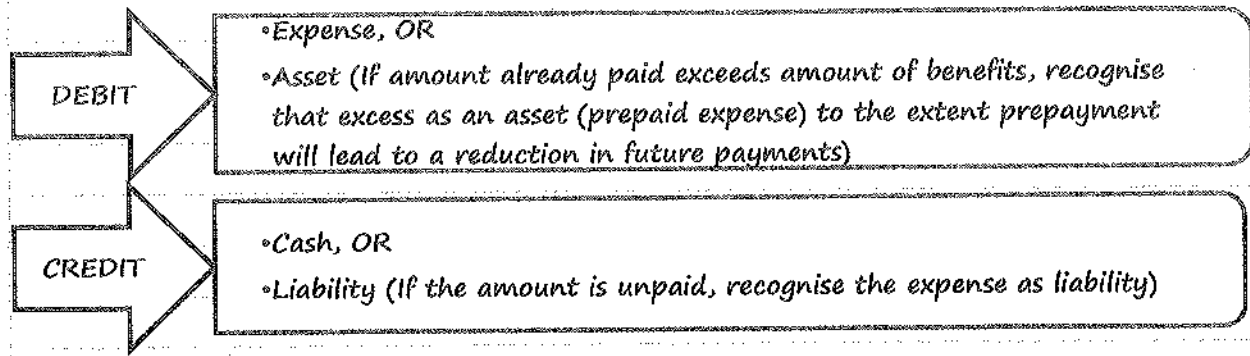 DEBIT
•Expense, OR
•Asset (If amount already paid exceeds amount of benefits, recognise
that excess as an asset (prepaid expense) to the extent prepayment
will lead to a reduction in future payments)
CREDIT
•Cash, OR
•Liability (If the amount is unpaid, recognise the expense as liability)